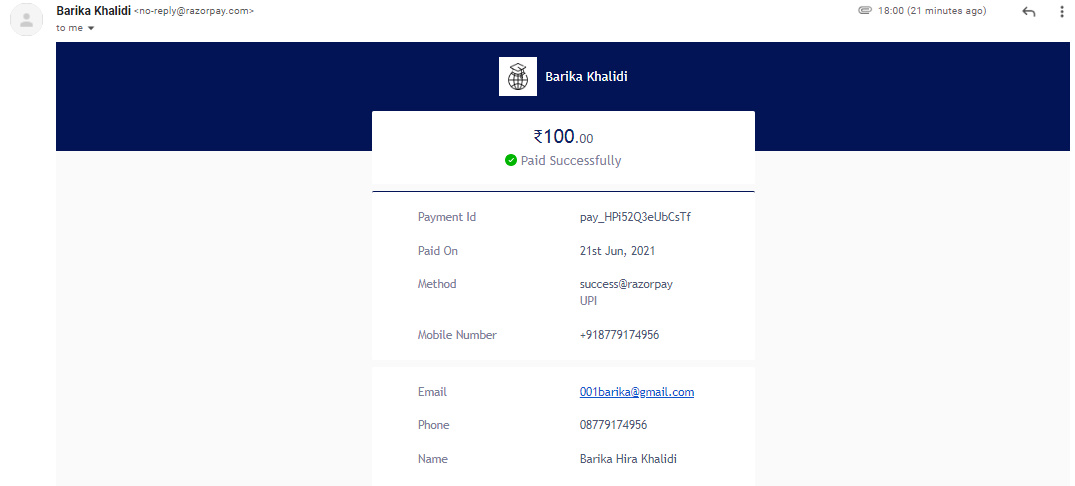 Barika Khalidi <no-reply@razorpay.com> 18:00 (21 minutes ago)
to me
Barika Khalidi
₹100.00
Paid Successfully
Payment Id pay_HPi52Q3eUbCsTf
Paid On 21st Jun, 2021
Method success@razorpay
UPI
Mobile Number +918779174956
Email 001barika@gmail.com
Phone 08779174956
Name Barika Hira Khalidi